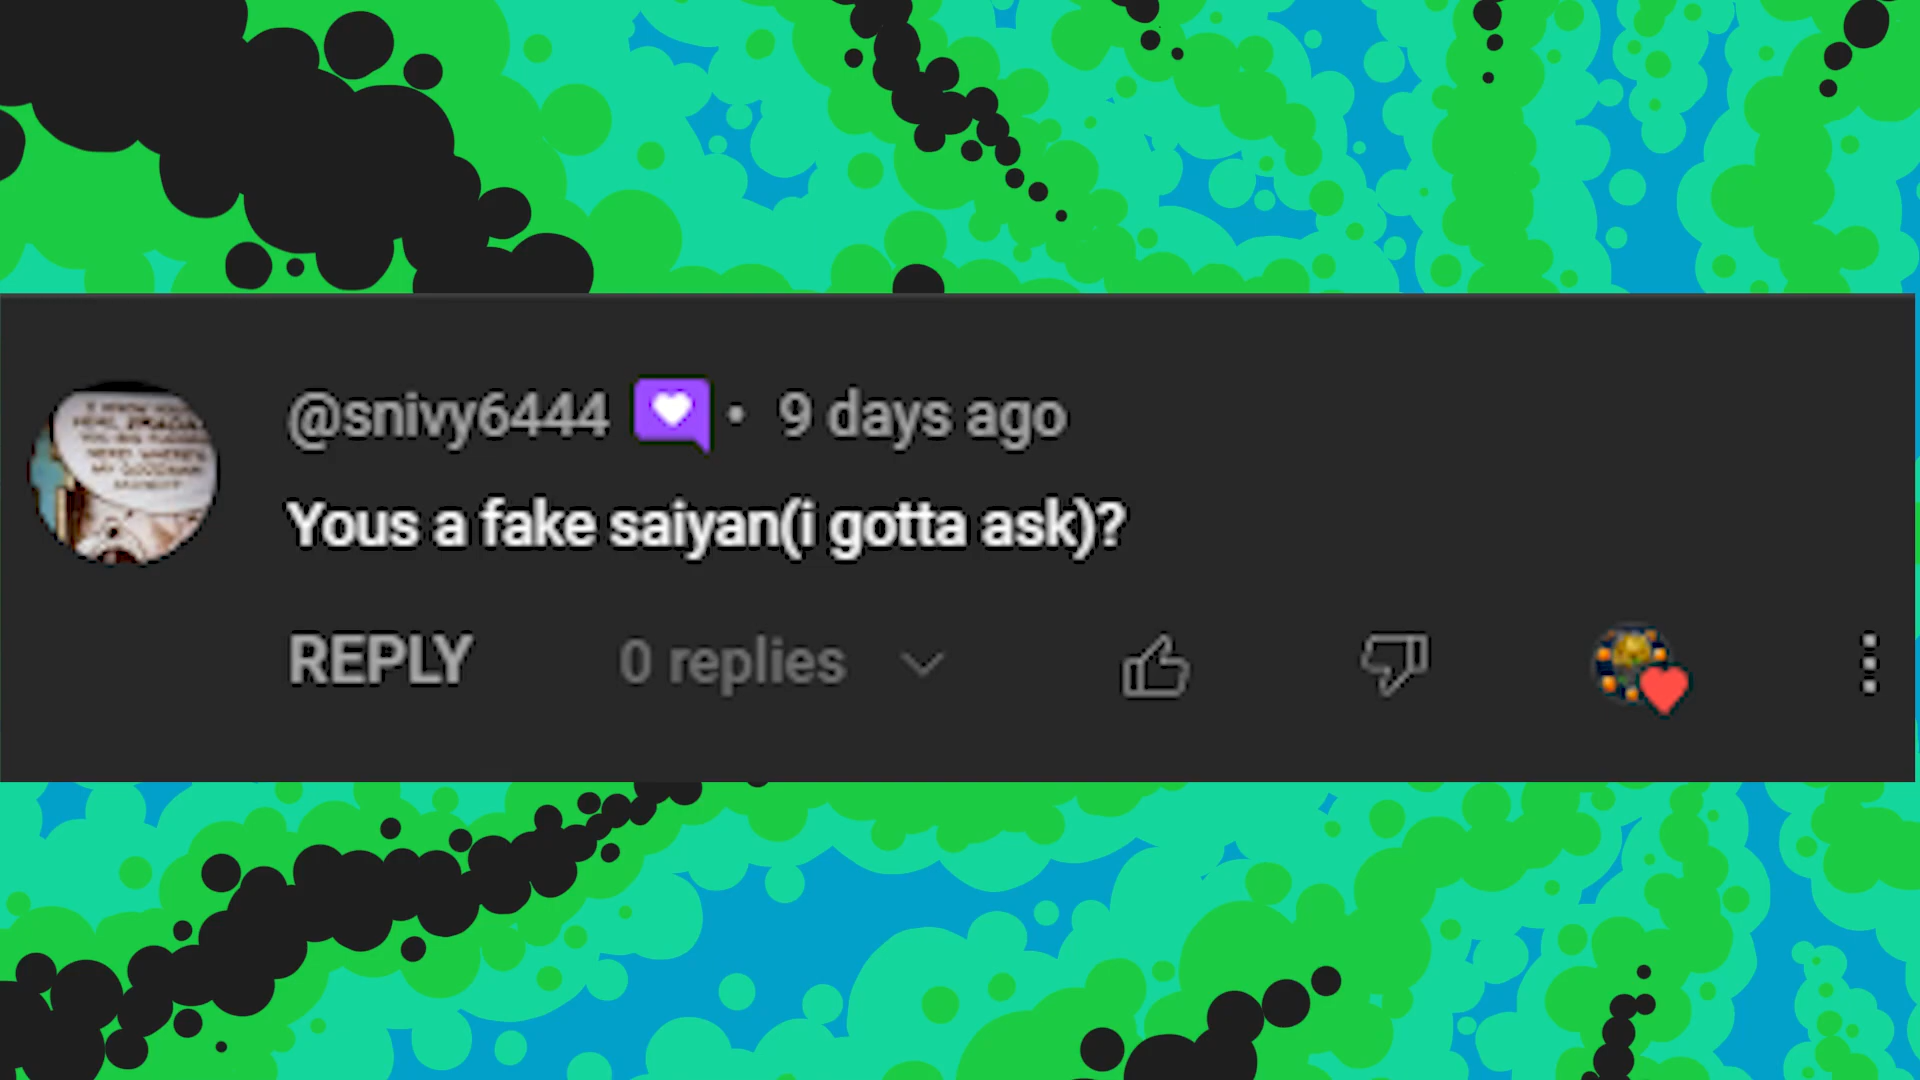 @snivy6444 • 9 days ago
Yous a fake saiyan(i gotta ask)?
REPLY 0 replies